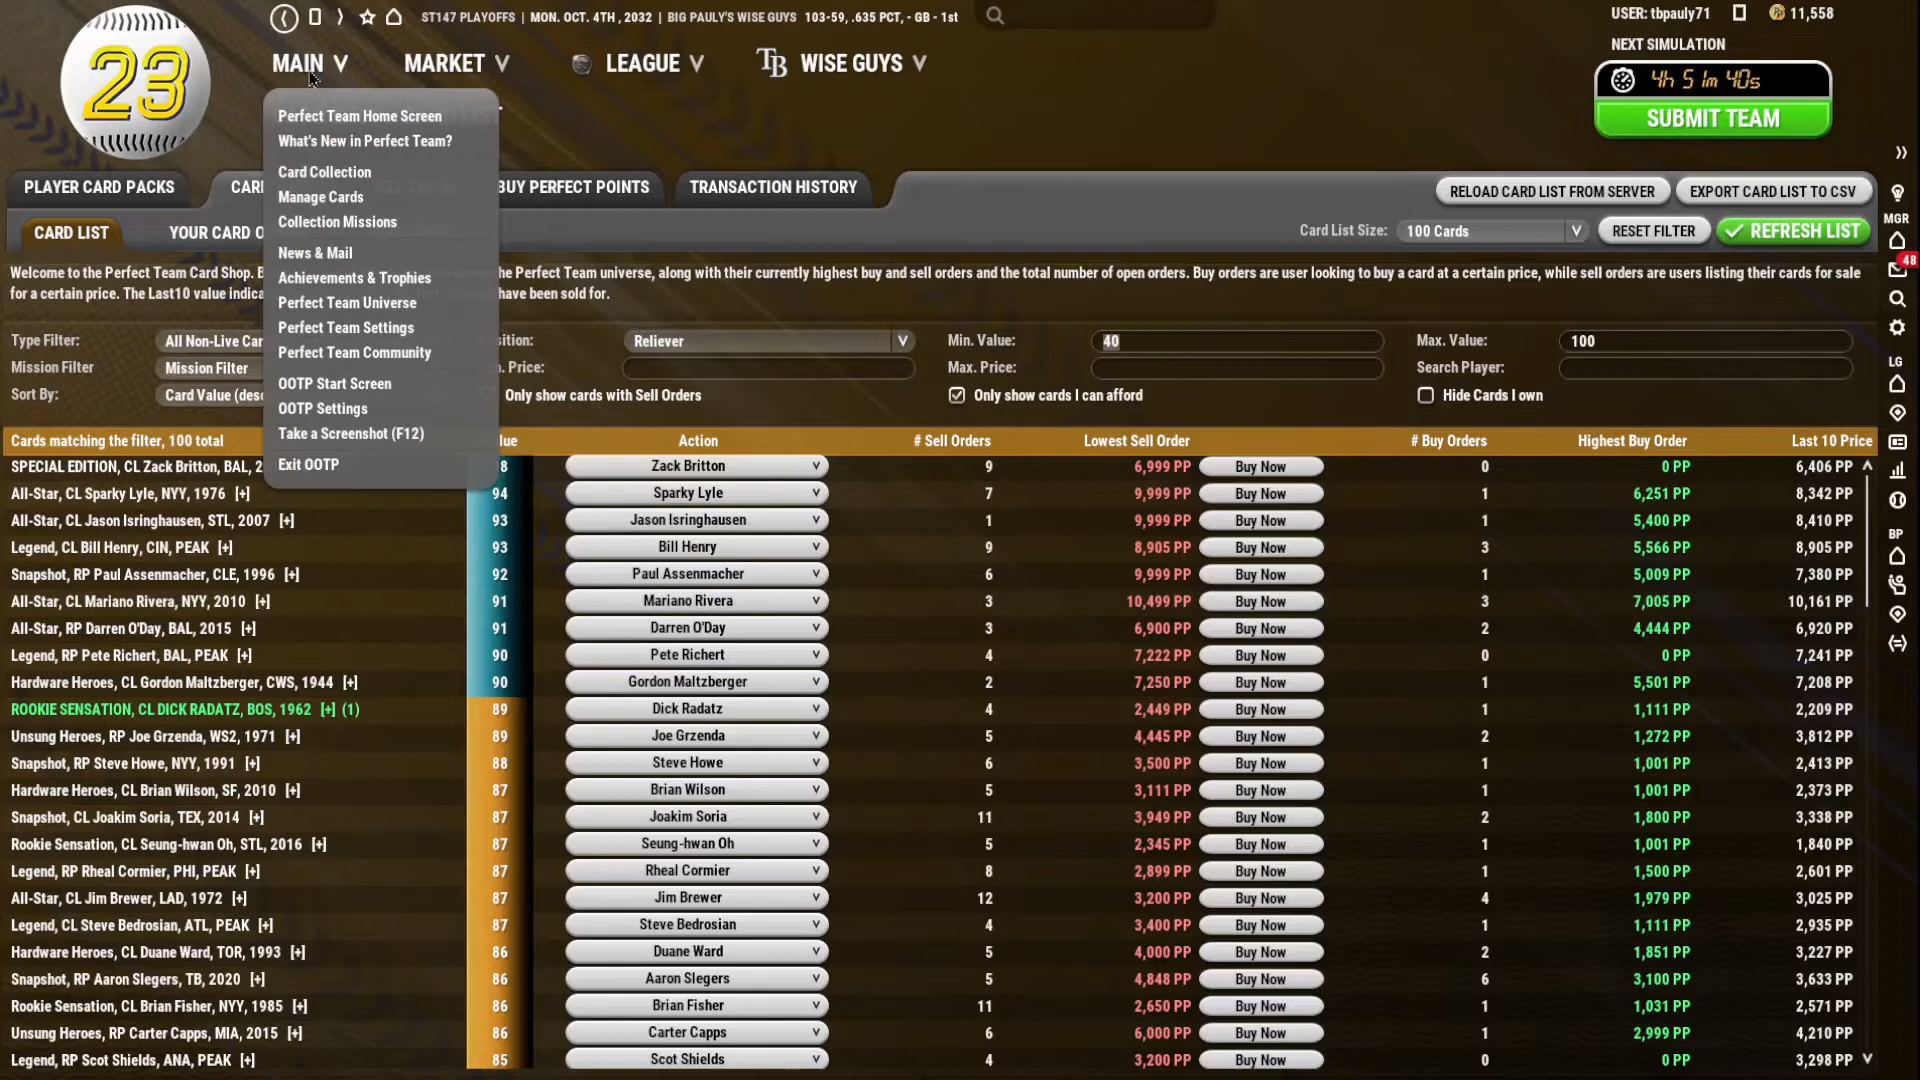 ST147 PLAYOFFS | MON. OCT. 4TH, 2032 | BIG PAULY'S WISE GUYS 103-59, .635 PCT, - GB - 1st
USER: tbpauly71 11,558
23
MAIN MARKET LEAGUE TB WISE GUYS
NEXT SIMULATION
4h 51m 40s
SUBMIT TEAM
Perfect Team Home Screen
What's New in Perfect Team?
Card Collection
Manage Cards
Collection Missions
News & Mail
Achievements & Trophies
Perfect Team Universe
Perfect Team Settings
Perfect Team Community
OOTP Start Screen
OOTP Settings
Take a Screenshot (F12)
Exit OOTP
PLAYER CARD PACKS CAR BUY PERFECT POINTS TRANSACTION HISTORY RELOAD CARD LIST FROM SERVER EXPORT CARD LIST TO CSV
CARD LIST YOUR CARD O Card List Size: 100 Cards RESET FILTER REFRESH LIST
Welcome to the Perfect Team Card Shop. B the Perfect Team universe, along with their currently highest buy and sell orders and the total number of open orders. Buy orders are user looking to buy a card at a certain price, while sell orders are users listing their cards for sale
for a certain price. The Last10 value indica have been sold for.
Type Filter: All Non-Live Car ition: Reliever Min. Value: 40 Max. Value: 100
Mission Filter Mission Filter . Price: Max. Price: Search Player:
Sort By: Card Value (desc Only show cards with Sell Orders Only show cards I can afford Hide Cards I own
Cards matching the filter, 100 total lue Action # Sell Orders Lowest Sell Order # Buy Orders Highest Buy Order Last 10 Price
SPECIAL EDITION, CL Zack Britton, BAL, 2 8 Zack Britton 9 6,999 PP Buy Now 0 0 PP 6,406 PP
All-Star, CL Sparky Lyle, NYY, 1976 [+] 94 Sparky Lyle 7 9,999 PP Buy Now 1 6,251 PP 8,342 PP
All-Star, CL Jason Isringhausen, STL, 2007 [+] 93 Jason Isringhausen 1 9,999 PP Buy Now 1 5,400 PP 8,410 PP
Legend, CL Bill Henry, CIN, PEAK [+] 93 Bill Henry 9 8,905 PP Buy Now 3 5,566 PP 8,905 PP
Snapshot, RP Paul Assenmacher, CLE, 1996 [+] 92 Paul Assenmacher 6 9,999 PP Buy Now 1 5,009 PP 7,380 PP
All-Star, CL Mariano Rivera, NYY, 2010 [+] 91 Mariano Rivera 3 10,499 PP Buy Now 3 7,005 PP 10,161 PP
All-Star, RP Darren O'Day, BAL, 2015 [+] 91 Darren O'Day 3 6,900 PP Buy Now 2 4,444 PP 6,920 PP
Legend, RP Pete Richert, BAL, PEAK [+] 90 Pete Richert 4 7,222 PP Buy Now 0 0 PP 7,241 PP
Hardware Heroes, CL Gordon Maltzberger, CWS, 1944 [+] 90 Gordon Maltzberger 2 7,250 PP Buy Now 1 5,501 PP 7,208 PP
ROOKIE SENSATION, CL DICK RADATZ, BOS, 1962 [+] (1) 89 Dick Radatz 4 2,449 PP Buy Now 1 1,111 PP 2,209 PP
Unsung Heroes, RP Joe Grzenda, WS2, 1971 [+] 89 Joe Grzenda 5 4,445 PP Buy Now 2 1,272 PP 3,812 PP
Snapshot, RP Steve Howe, NYY, 1991 [+] 88 Steve Howe 6 3,500 PP Buy Now 1 1,001 PP 2,413 PP
Hardware Heroes, CL Brian Wilson, SF, 2010 [+] 87 Brian Wilson 5 3,111 PP Buy Now 1 1,001 PP 2,373 PP
Snapshot, CL Joakim Soria, TEX, 2014 [+] 87 Joakim Soria 11 3,949 PP Buy Now 2 1,800 PP 3,338 PP
Rookie Sensation, CL Seung-hwan Oh, STL, 2016 [+] 87 Seung-hwan Oh 5 2,345 PP Buy Now 1 1,001 PP 1,840 PP
Legend, RP Rheal Cormier, PHI, PEAK [+] 87 Rheal Cormier 8 2,899 PP Buy Now 1 1,500 PP 2,601 PP
All-Star, CL Jim Brewer, LAD, 1972 [+] 87 Jim Brewer 12 3,200 PP Buy Now 4 1,979 PP 3,025 PP
Legend, CL Steve Bedrosian, ATL, PEAK [+] 87 Steve Bedrosian 4 3,400 PP Buy Now 1 1,111 PP 2,935 PP
Hardware Heroes, CL Duane Ward, TOR, 1993 [+] 86 Duane Ward 5 4,000 PP Buy Now 2 1,851 PP 3,227 PP
Snapshot, RP Aaron Slegers, TB, 2020 [+] 86 Aaron Slegers 5 4,848 PP Buy Now 6 3,100 PP 3,633 PP
Rookie Sensation, CL Brian Fisher, NYY, 1985 [+] 86 Brian Fisher 11 2,650 PP Buy Now 1 1,031 PP 2,571 PP
Unsung Heroes, RP Carter Capps, MIA, 2015 [+] 86 Carter Capps 6 6,000 PP Buy Now 1 2,999 PP 4,210 PP
Legend, RP Scot Shields, ANA, PEAK [+] 85 Scot Shields 4 3,200 PP Buy Now 0 0 PP 3,298 PP
MGR
48
LG
BP